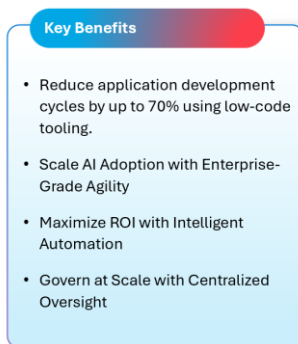 Key Benefits
• Reduce application development
cycles by up to 70% using low-code
tooling.
• Scale AI Adoption with Enterprise-
Grade Agility
• Maximize ROI with Intelligent
Automation
• Govern at Scale with Centralized
Oversight